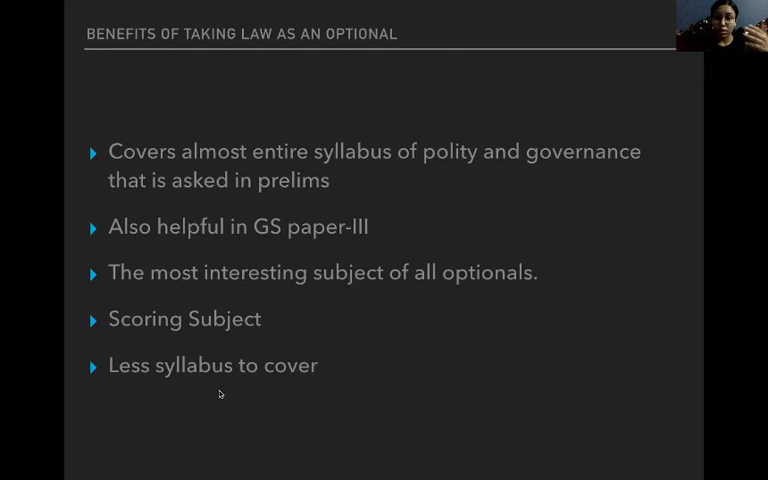 BENEFITS OF TAKING LAW AS AN OPTIONAL
Covers almost entire syllabus of polity and governance
that is asked in prelims
Also helpful in GS paper-III
The most interesting subject of all optionals.
Scoring Subject
Less syllabus to cover